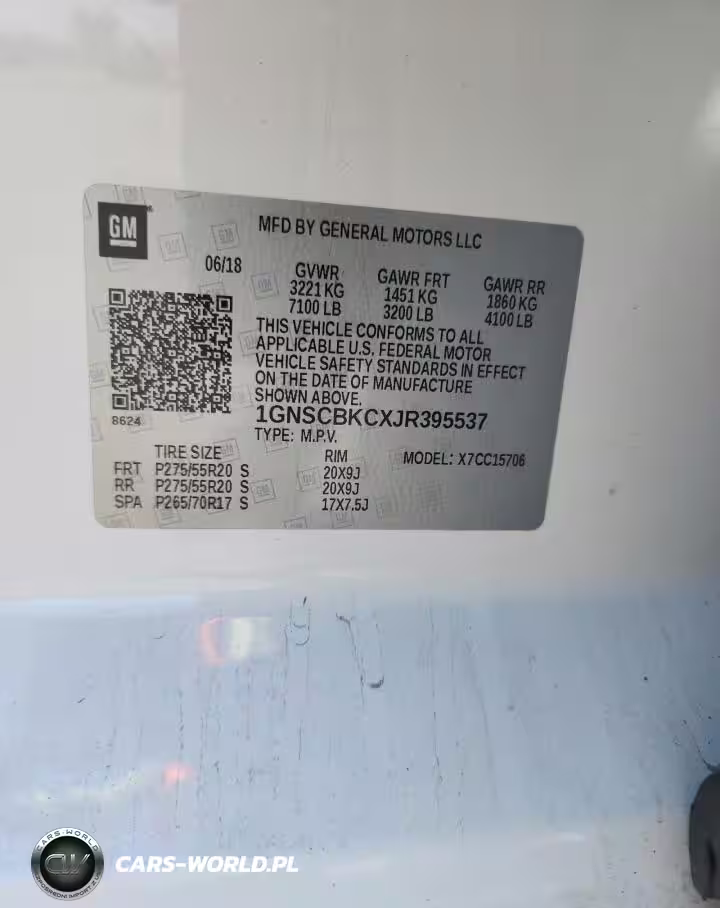 GM
MFD BY GENERAL MOTORS LLC
06/18
GVWR GAWR FRT GAWR RR
3221 KG 1451 KG 1860 KG
7100 LB 3200 LB 4100 LB
THIS VEHICLE CONFORMS TO ALL
APPLICABLE U.S. FEDERAL MOTOR
VEHICLE SAFETY STANDARDS IN EFFECT
ON THE DATE OF MANUFACTURE
SHOWN ABOVE.
8624
1GNSCBKCXJR395537
TYPE: M.P.V.
TIRE SIZE RIM MODEL: X7CC15706
FRT P275/55R20 S 20X9J
RR P275/55R20 S 20X9J
SPA P265/70R17 S 17X7.5J
CARS-WORLD
CARS-WORLD.PL